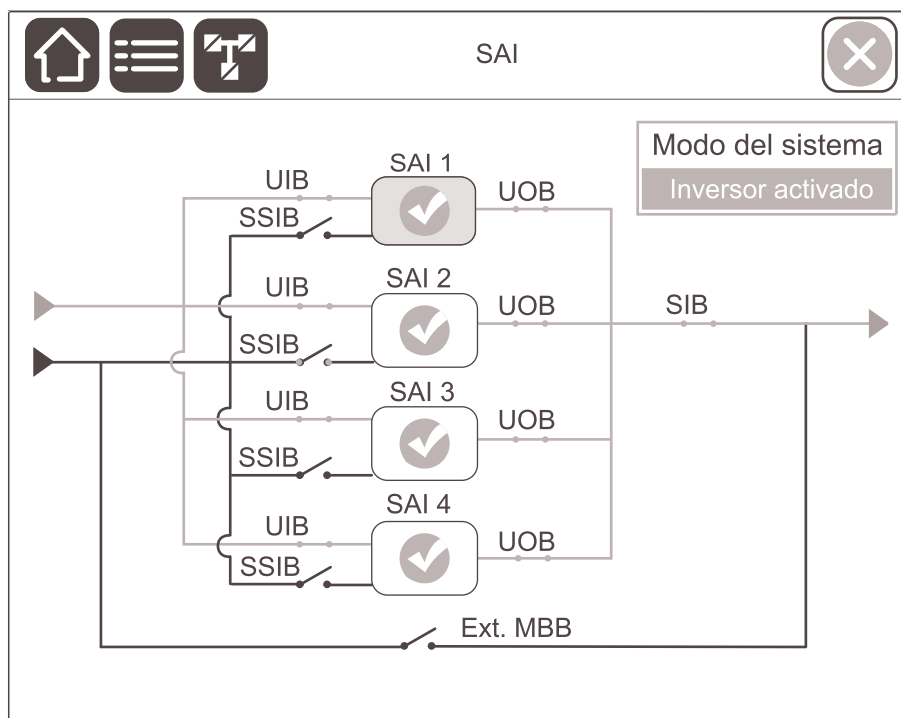 SAI
Modo del sistema
Inversor activado
SAI 1
UIB
UOB
SSIB
SAI 2
UIB
UOB
SIB
SSIB
SAI 3
UIB
UOB
SSIB
SAI 4
UIB
UOB
SSIB
Ext. MBB